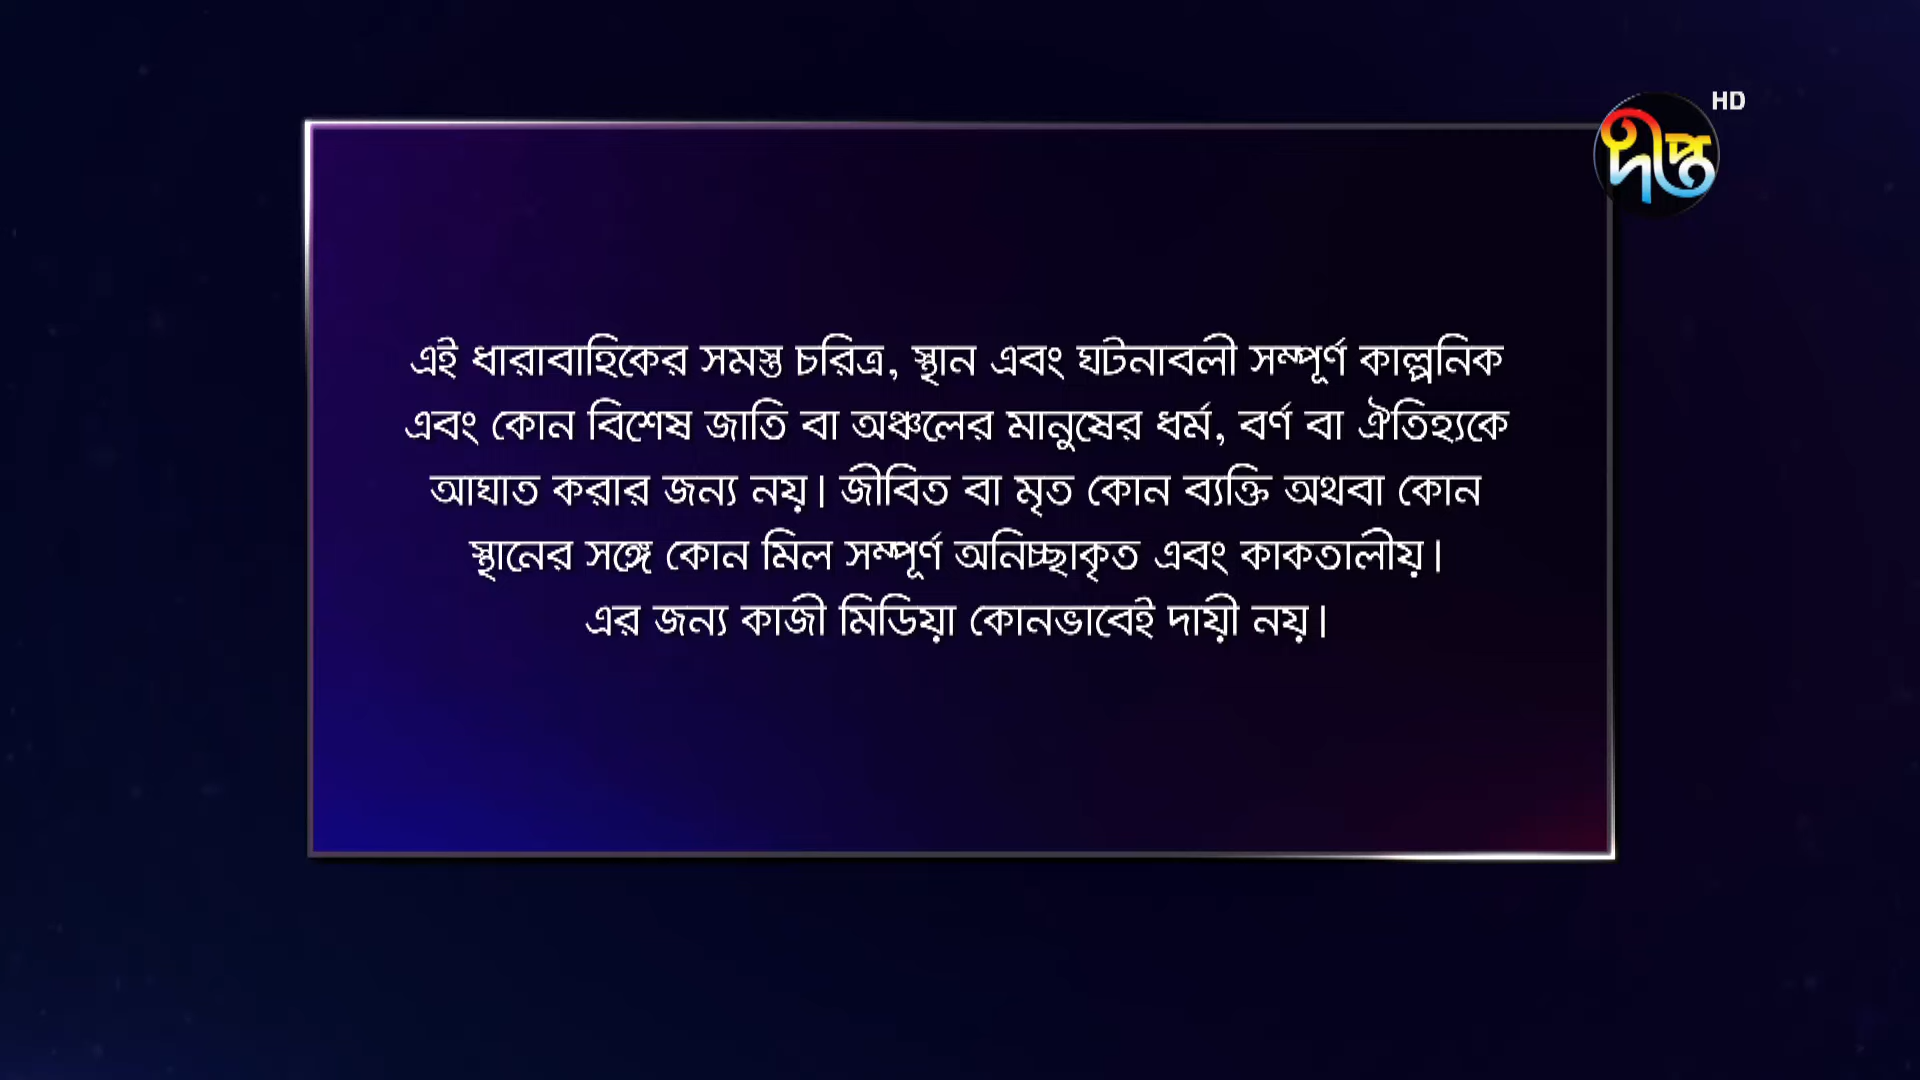 HD
দীপ্ত
এই ধারাবাহিকের সমস্ত চরিত্র, স্থান এবং ঘটনাবলী সম্পূর্ণ কাল্পনিক
এবং কোন বিশেষ জাতি বা অঞ্চলের মানুষের ধর্ম, বর্ণ বা ঐতিহ্যকে
আঘাত করার জন্য নয়। জীবিত বা মৃত কোন ব্যক্তি অথবা কোন
স্থানের সঙ্গে কোন মিল সম্পূর্ণ অনিচ্ছাকৃত এবং কাকতালীয়।
এর জন্য কাজী মিডিয়া কোনভাবেই দায়ী নয়।